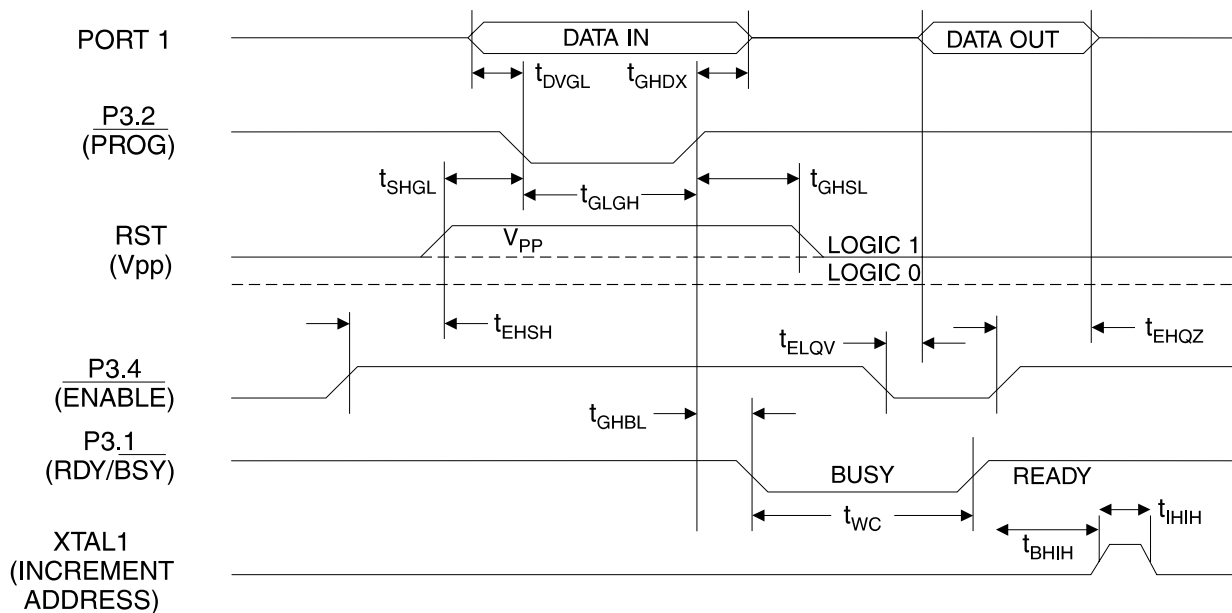 PORT 1
DATA IN
DATA OUT
tDVGL
tGHDX
P3.2
(PROG)
tSHGL
tGLGH
tGHSL
RST
(Vpp)
VPP
LOGIC 1
LOGIC 0
tEHSH
tELQV
tEHQZ
P3.4
(ENABLE)
tGHBL
P3.1
(RDY/BSY)
BUSY
READY
tWC
tIHIH
tBHIH
XTAL1
(INCREMENT
ADDRESS)